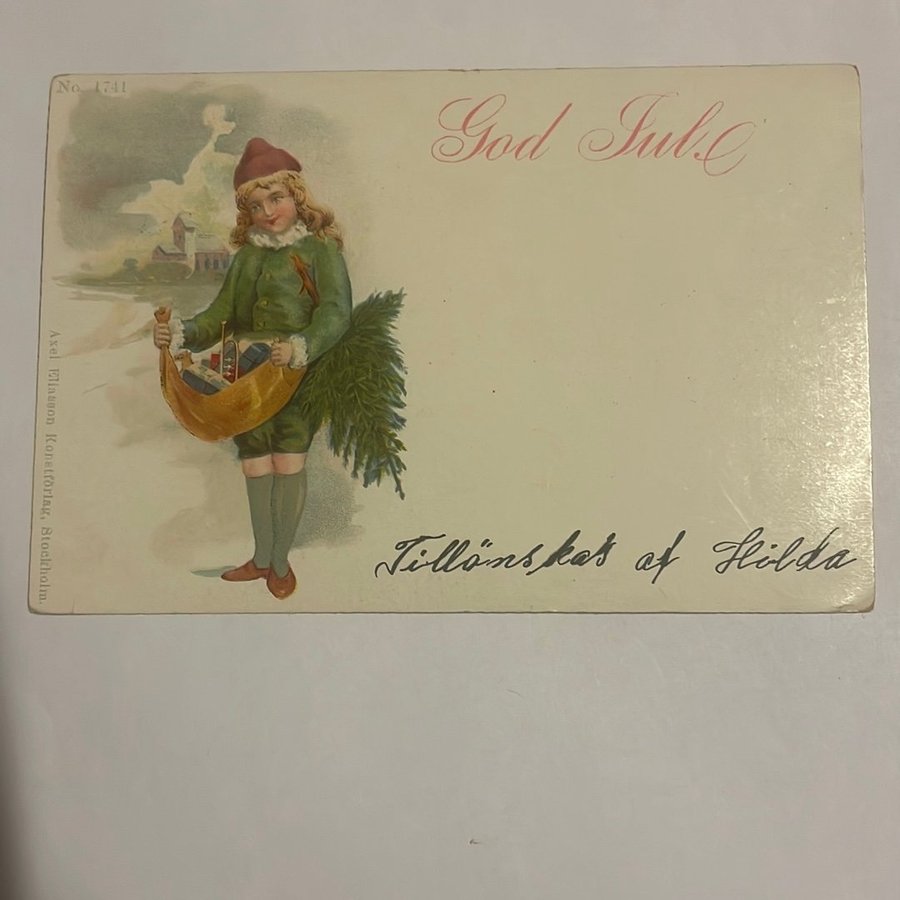 No. 1741
God Jul.
Axel Eliasson Konstförlag, Stockholm.
Tillönskas af Hilda